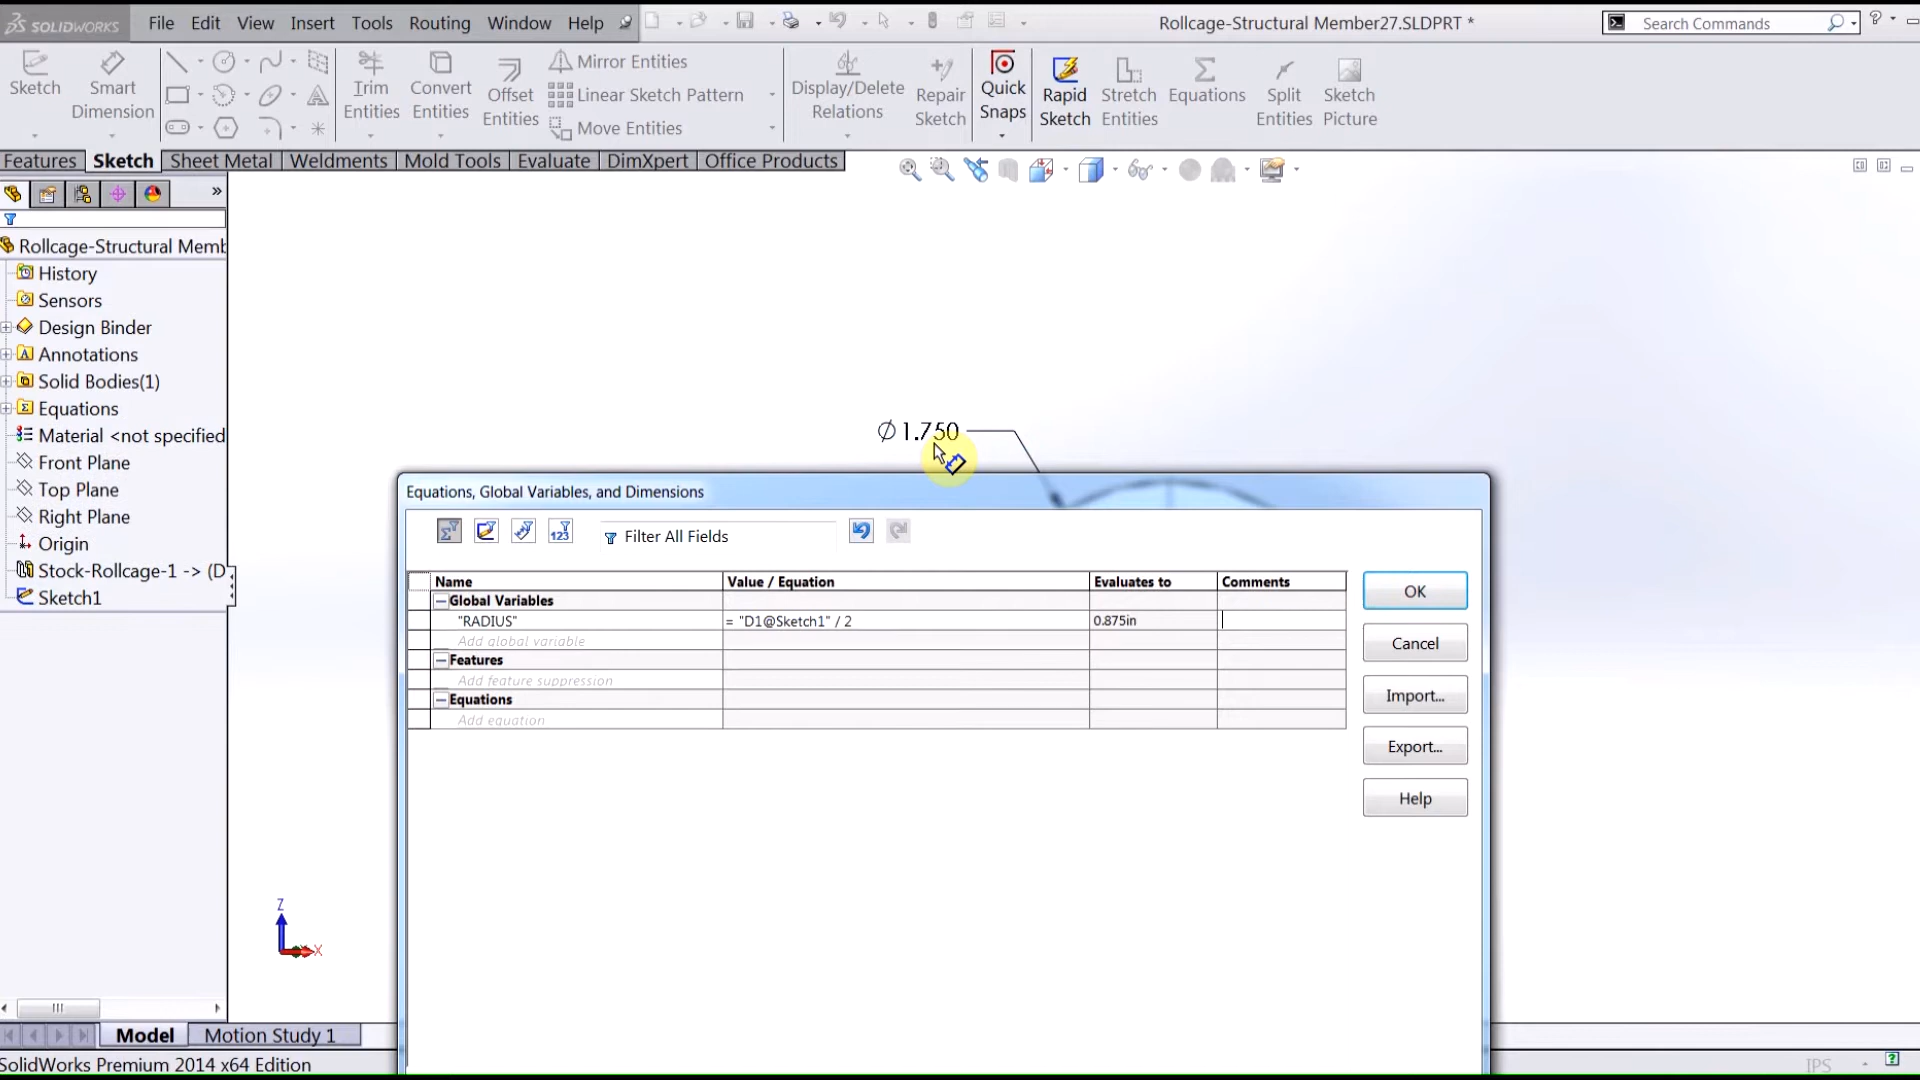 SOLIDWORKS File Edit View Insert Tools Routing Window Help Rollcage-Structural Member27.SLDPRT * Search Commands ?
Sketch Smart Dimension Trim Entities Convert Entities Offset Entities Mirror Entities Linear Sketch Pattern Move Entities Display/Delete Relations Repair Sketch Quick Snaps Rapid Sketch Stretch Entities Equations Split Entities Sketch Picture
Features Sketch Sheet Metal Weldments Mold Tools Evaluate DimXpert Office Products
»
Rollcage-Structural Memb
History
Sensors
Design Binder
Annotations
Solid Bodies(1)
Equations
Material <not specified
Front Plane
Top Plane
Right Plane
Origin
Stock-Rollcage-1 -> (D
Sketch1
∅1.750
Equations, Global Variables, and Dimensions
123 Filter All Fields
Name Value / Equation Evaluates to Comments
Global Variables
"RADIUS" = "D1@Sketch1" / 2 0.875in
Add global variable
Features
Add feature suppression
Equations
Add equation
OK
Cancel
Import...
Export...
Help
Z
X
Model Motion Study 1
SolidWorks Premium 2014 x64 Edition IPS ?